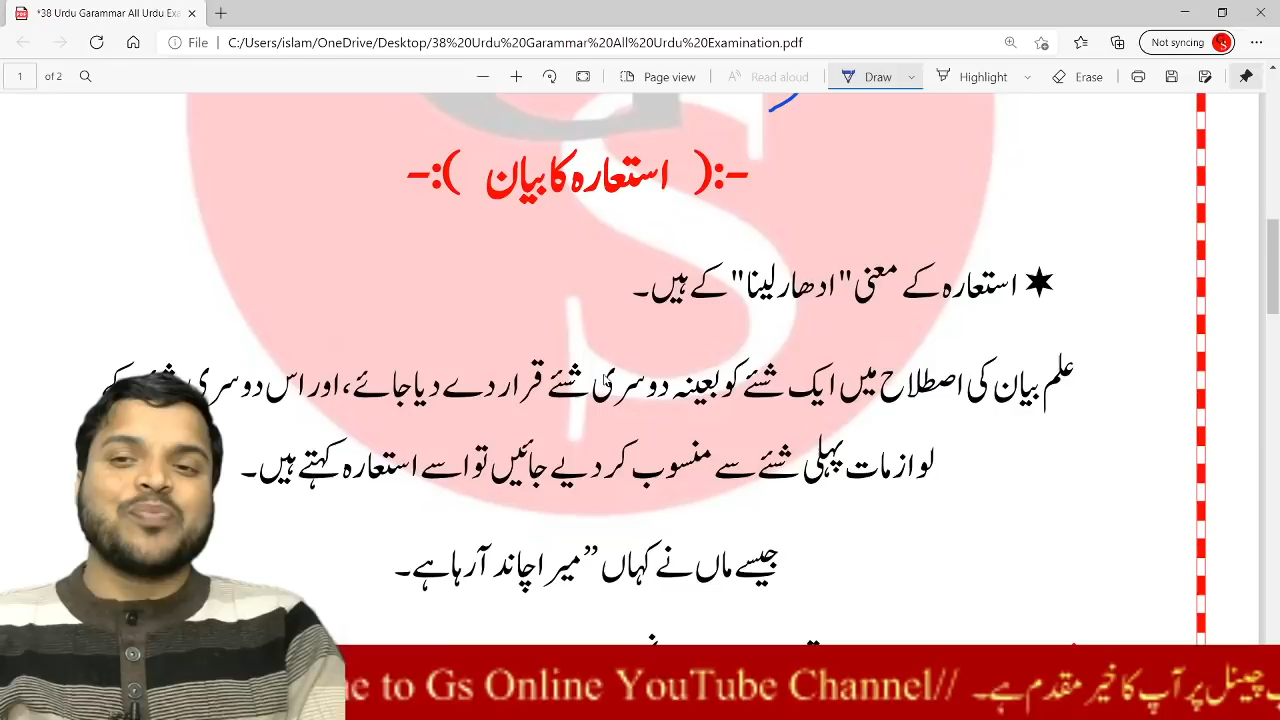 *38 Urdu Garammar All Urdu Exa
File
C:/Users/islam/OneDrive/Desktop/38%20Urdu%20Garammar%20All%20Urdu%20Examination.pdf
Not syncing
1 of 2
Page view
Read aloud
Draw
Highlight
Erase
-:( استعارہ کا بیان ):-
★ استعارہ کے معنی "ادھار لینا" کے ہیں۔
علم بیان کی اصطلاح میں ایک شئے کو بعینہ دوسری شئے قرار دے دیا جائے، اور اس دوسری
لوازمات پہلی شئے سے منسوب کر دیے جائیں تو اسے استعارہ کہتے ہیں۔
جیسے ماں نے کہاں ”میرا چاند آرہا ہے۔
to Gs Online YouTube Channel// چینل پر آپ کا خیر مقدم ہے۔
GS